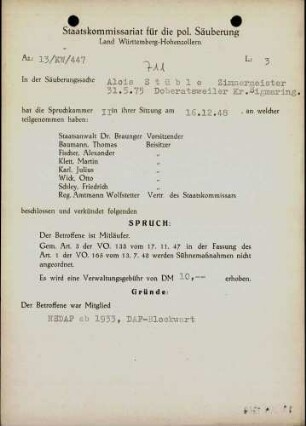 Staatskommissariat für die pol. Säuberung
Land Württemberg-Hohenzollern
Az: 13/KW/447
711
L: 3
In der Säuberungssache Alois Stüble Zimmermeister
31.5.75 Doberatsweiler Kr.Sigmaring.
hat die Spruchkammer II in ihrer Sitzung am 16.12.48, an welcher
teilgenommen haben:
Staatsanwalt Dr. Braunger Vorsitzender
Baumann, Thomas Beisitzer
Fischer, Alexander "
Klett, Martin "
Karl, Julius "
Wick, Otto "
Schley, Friedrich "
Reg. Amtmann Wolfstetter Vertr. des Staatskommissars
beschlossen und verkündet folgenden
SPRUCH:
Der Betroffene ist Mitläufer.
Gem. Art. 3 der VO. 133 vom 17. 11. 47 in der Fassung des
Art. 1 der VO. 165 vom 13. 7. 48 werden Sühnemaßnahmen nicht
angeordnet.
Es wird eine Verwaltungsgebühr von DM 10,-- erhoben.
Gründe:
Der Betroffene war Mitglied
NSDAP ab 1933, DAF-Blockwart